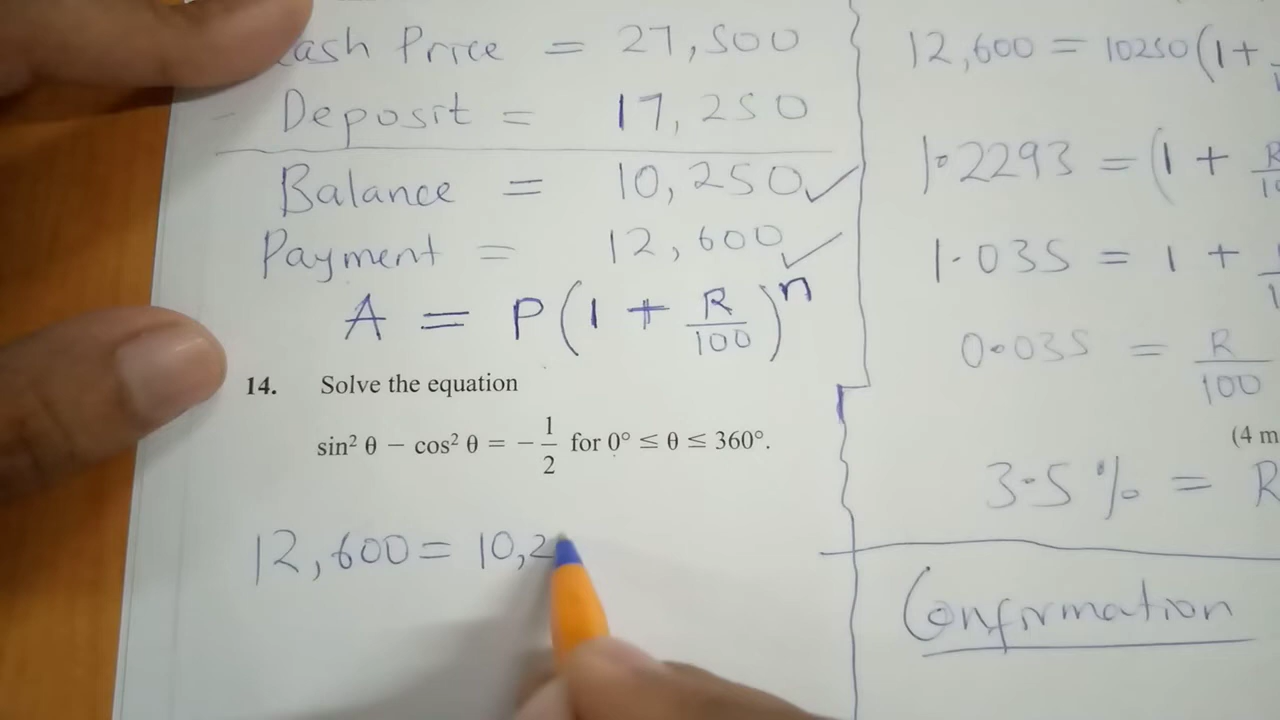 Cash Price = 27,500
- Deposit = 17,250
Balance = 10,250 ✓
Payment = 12,600 ✓
A = P(1 + R/100)^n
14. Solve the equation
sin² θ − cos² θ = −1/2 for 0° ≤ θ ≤ 360°.
12,600 = 10,2
12,600 = 10250(1+
1.2293 = (1 +
1.035 = 1 +
0.035 = R/100
(4 m
3.5% = R
Confirmation